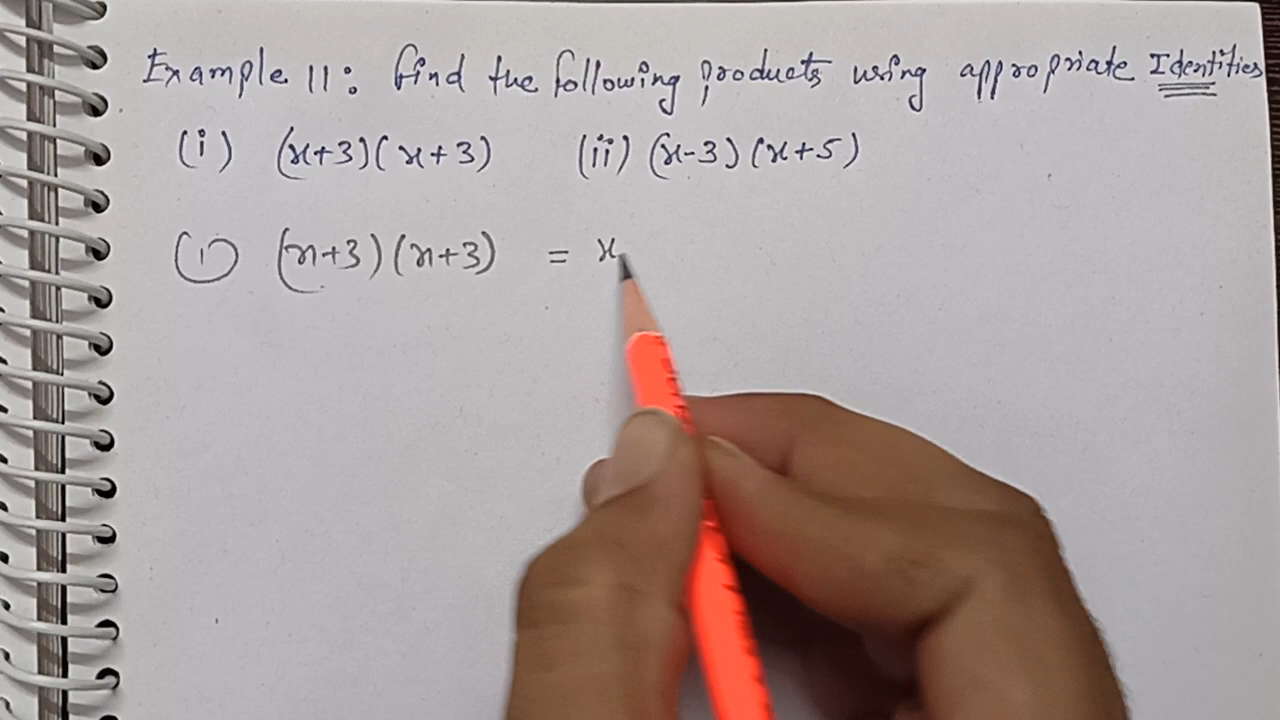 Example 11: find the following products using appropriate Identities
(i) (x+3)(x+3) (ii) (x-3)(x+5)
(i) (x+3)(x+3) = x